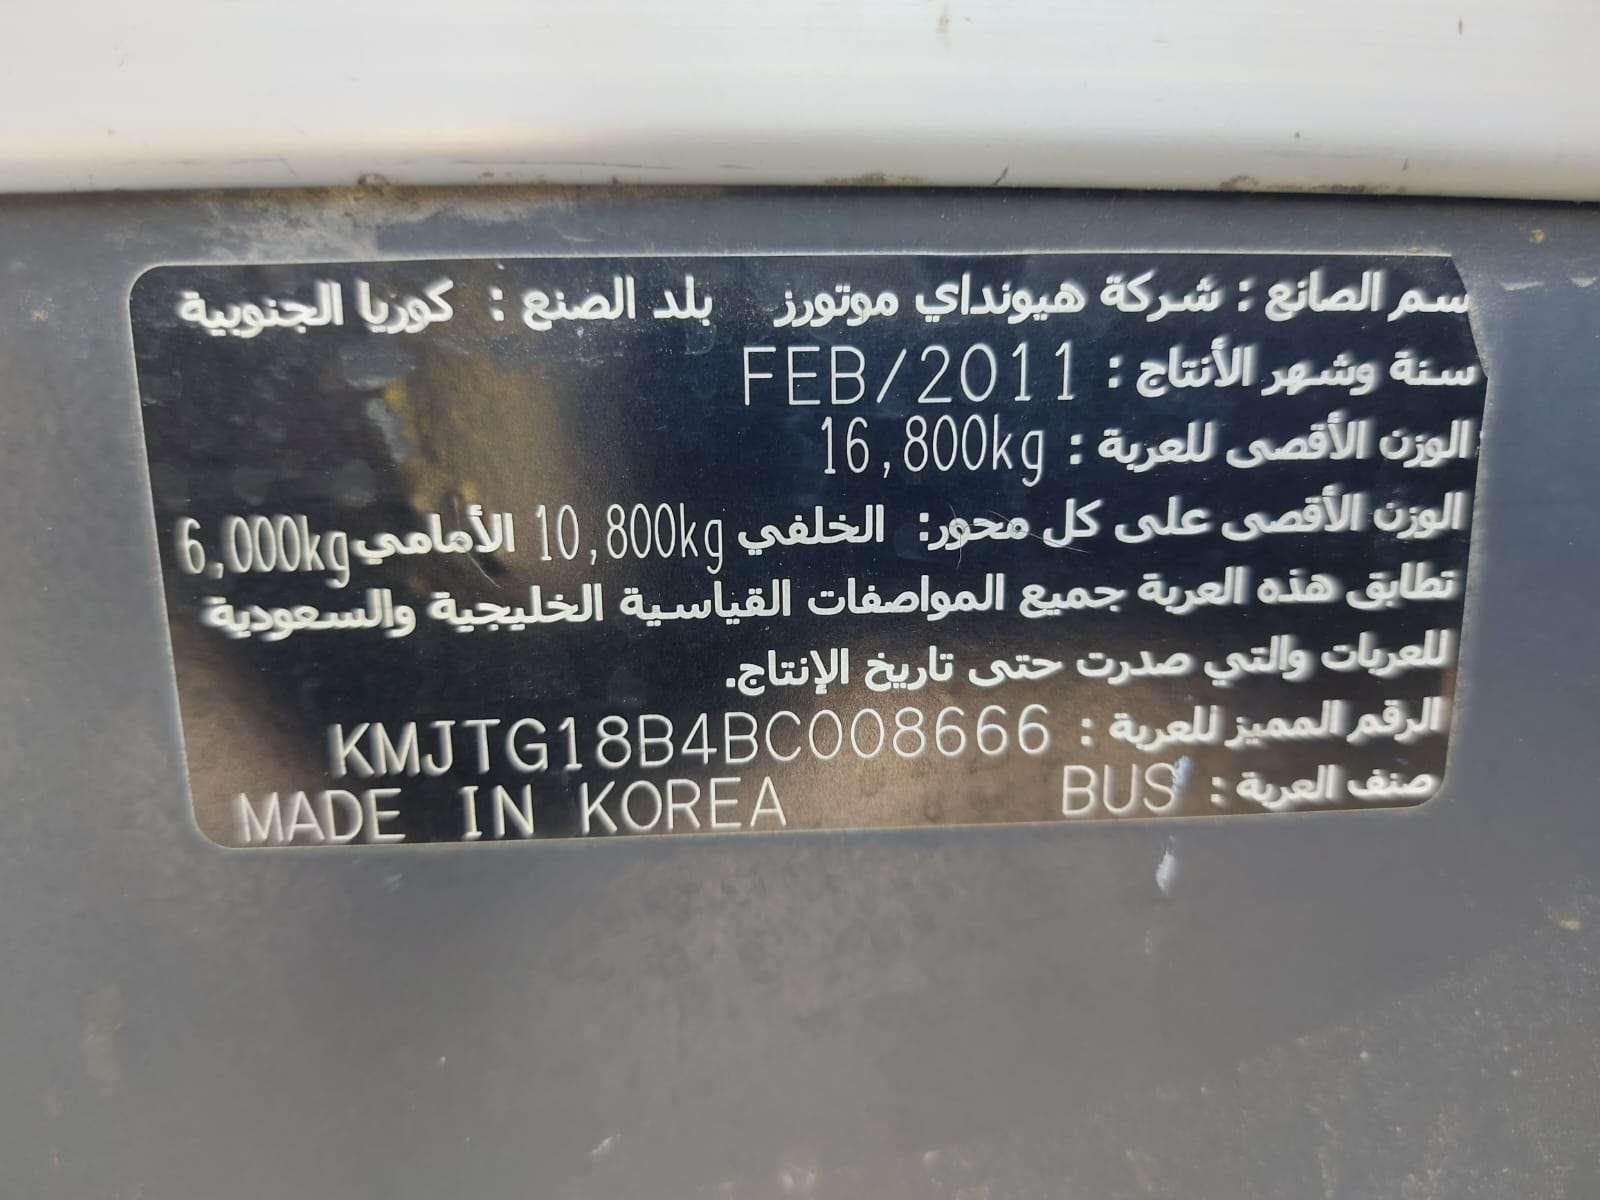 سم الصانع : شركة هيونداي موتورز بلد الصنع : كوريا الجنوبية
سنة وشهر الأنتاج : FEB/2011
الوزن الأقصى للعربة : 16,800kg
الوزن الأقصى على كل محور: الخلفي 10,800kg الأمامي 6,000kg
تطابق هذه العربة جميع المواصفات القياسية الخليجية والسعودية
للعربات والتي صدرت حتى تاريخ الإنتاج.
الرقم المميز للعربة : KMJTG18B4BC008666
صنف العربة : BUS MADE IN KOREA